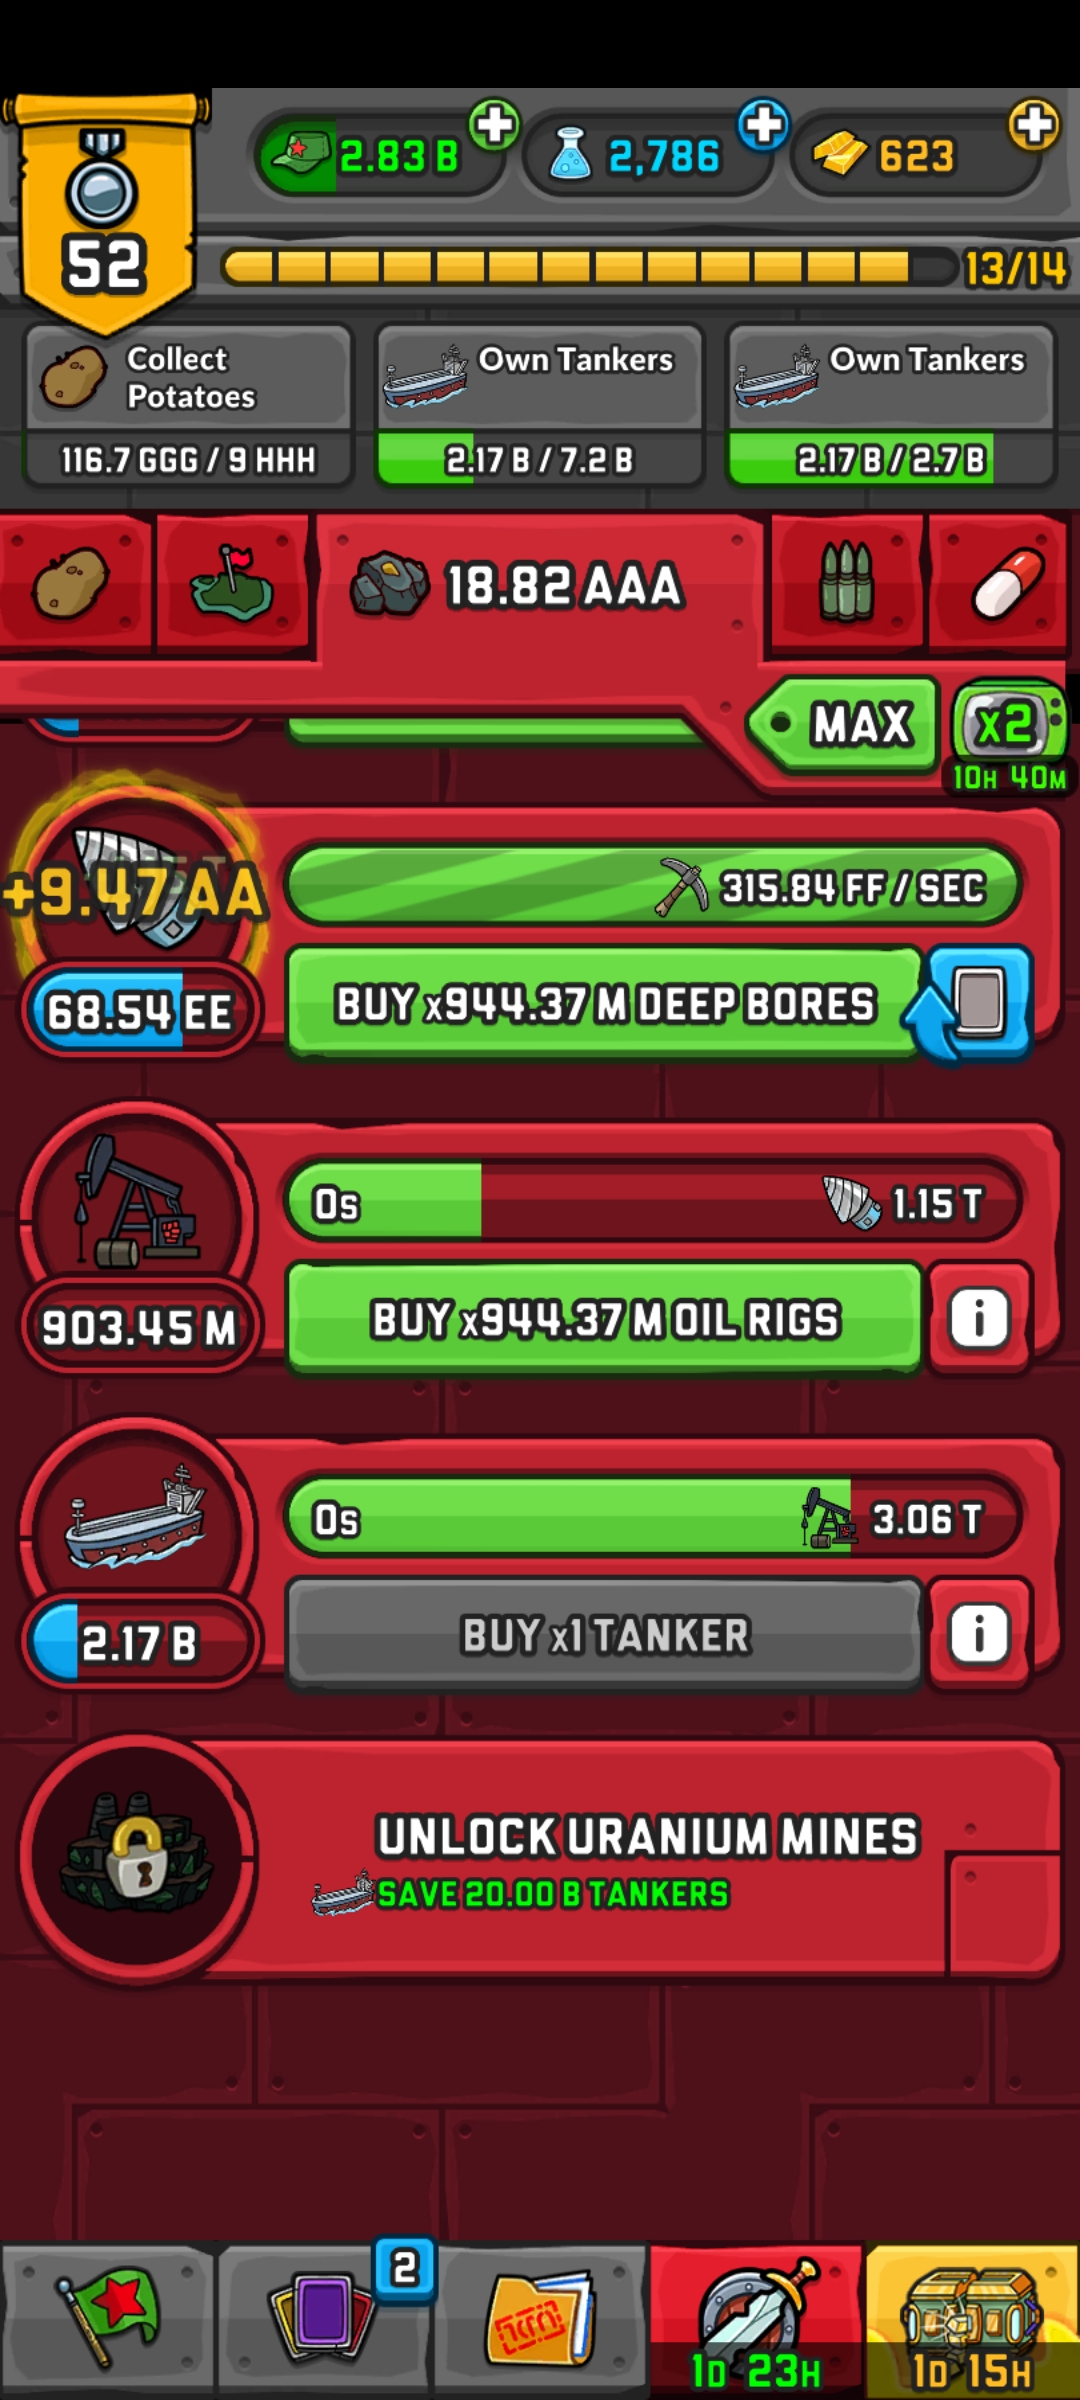 2.83 B
2,786
623
52
13/14
Collect
Potatoes
116.7 GGG / 9 HHH
Own Tankers
2.17 B / 7.2 B
Own Tankers
2.17 B / 2.7 B
18.82 AAA
MAX
x2
10H 40M
+9.47 AA
315.84 FF / SEC
68.54 EE
BUY x944.37 M DEEP BORES
0s
1.15 T
903.45 M
BUY x944.37 M OIL RIGS
i
0s
3.06 T
2.17 B
BUY x1 TANKER
i
UNLOCK URANIUM MINES
SAVE 20.00 B TANKERS
2
1D 23H
1D 15H